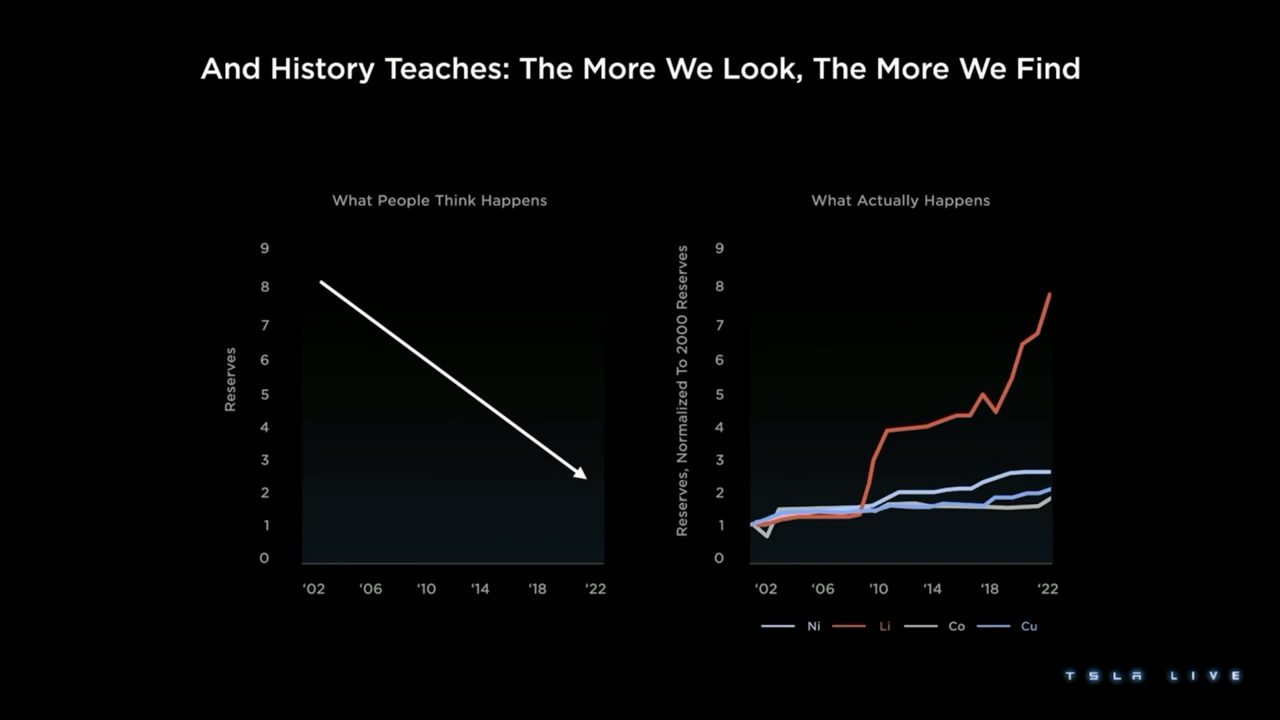 And History Teaches: The More We Look, The More We Find
What People Think Happens
Reserves
9
8
7
6
5
4
3
2
1
0
‘02 ‘06 ‘10 ‘14 ‘18 ‘22
What Actually Happens
Reserves, Normalized To 2000 Reserves
9
8
7
6
5
4
3
2
1
0
‘02 ‘06 ‘10 ‘14 ‘18 ‘22
Ni Li Co Cu
TSLA LIVE